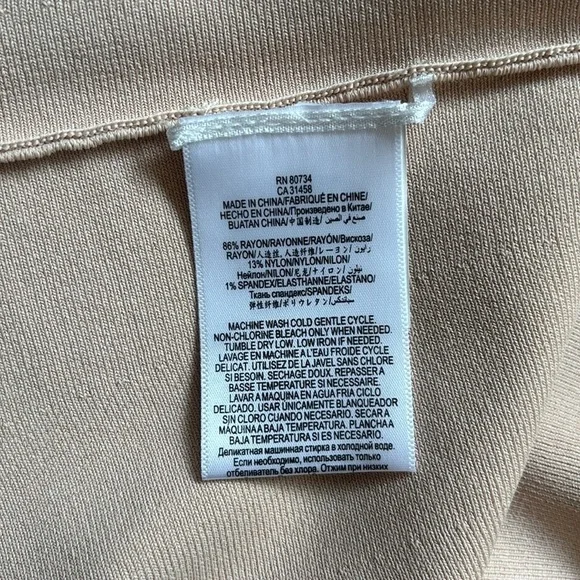 RN 80734
CA 31458
MADE IN CHINA/FABRIQUÉ EN CHINE/
HECHO EN CHINA/Произведено в Китае/
BUATAN CHINA/中国制造/ صنع في الصين
86% RAYON/RAYONNE/RAYÓN/Вискоза/
RAYON/人造丝, 人造纤维/レーヨン/ رايون
13% NYLON/NYLON/NILON/
Нейлон/NILON/尼龙/ナイロン/ نيلون
1% SPANDEX/ELASTHANNE/ELASTANO/
Ткань спандекс/SPANDEKS/
弹性纤维/ポリウレタン/ سباندكس
MACHINE WASH COLD GENTLE CYCLE.
NON-CHLORINE BLEACH ONLY WHEN NEEDED.
TUMBLE DRY LOW. LOW IRON IF NEEDED.
LAVAGE EN MACHINE A L'EAU FROIDE CYCLE
DELICAT. UTILISEZ DE LA JAVEL SANS CHLORE
SI BESOIN. SECHAGE DOUX. REPASSER A
BASSE TEMPERATURE SI NECESSAIRE.
LAVAR A MAQUINA EN AGUA FRIA CICLO
DELICADO. USAR ÚNICAMENTE BLANQUEADOR
SIN CLORO CUANDO NECESARIO. SECAR A
MAQUINA A BAJA TEMPERATURA. PLANCHA A
BAJA TEMPERATURA SI ES NECESARIO.
Деликатная машинная стирка в холодной воде.
Если необходимо, использовать только
отбеливатель без хлора. Отжим при низких